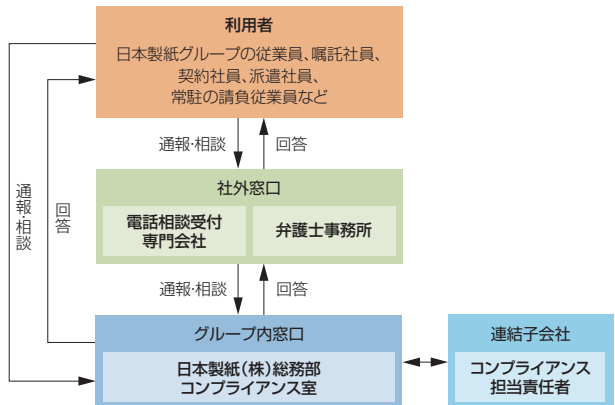 利用者
日本製紙グループの従業員、嘱託社員、
契約社員、派遣社員、
常駐の請負従業員など
通報・相談
回答
社外窓口
電話相談受付
専門会社
弁護士事務所
通報・相談
回答
通報・相談
回答
グループ内窓口
日本製紙(株)総務部
コンプライアンス室
連結子会社
コンプライアンス
担当責任者